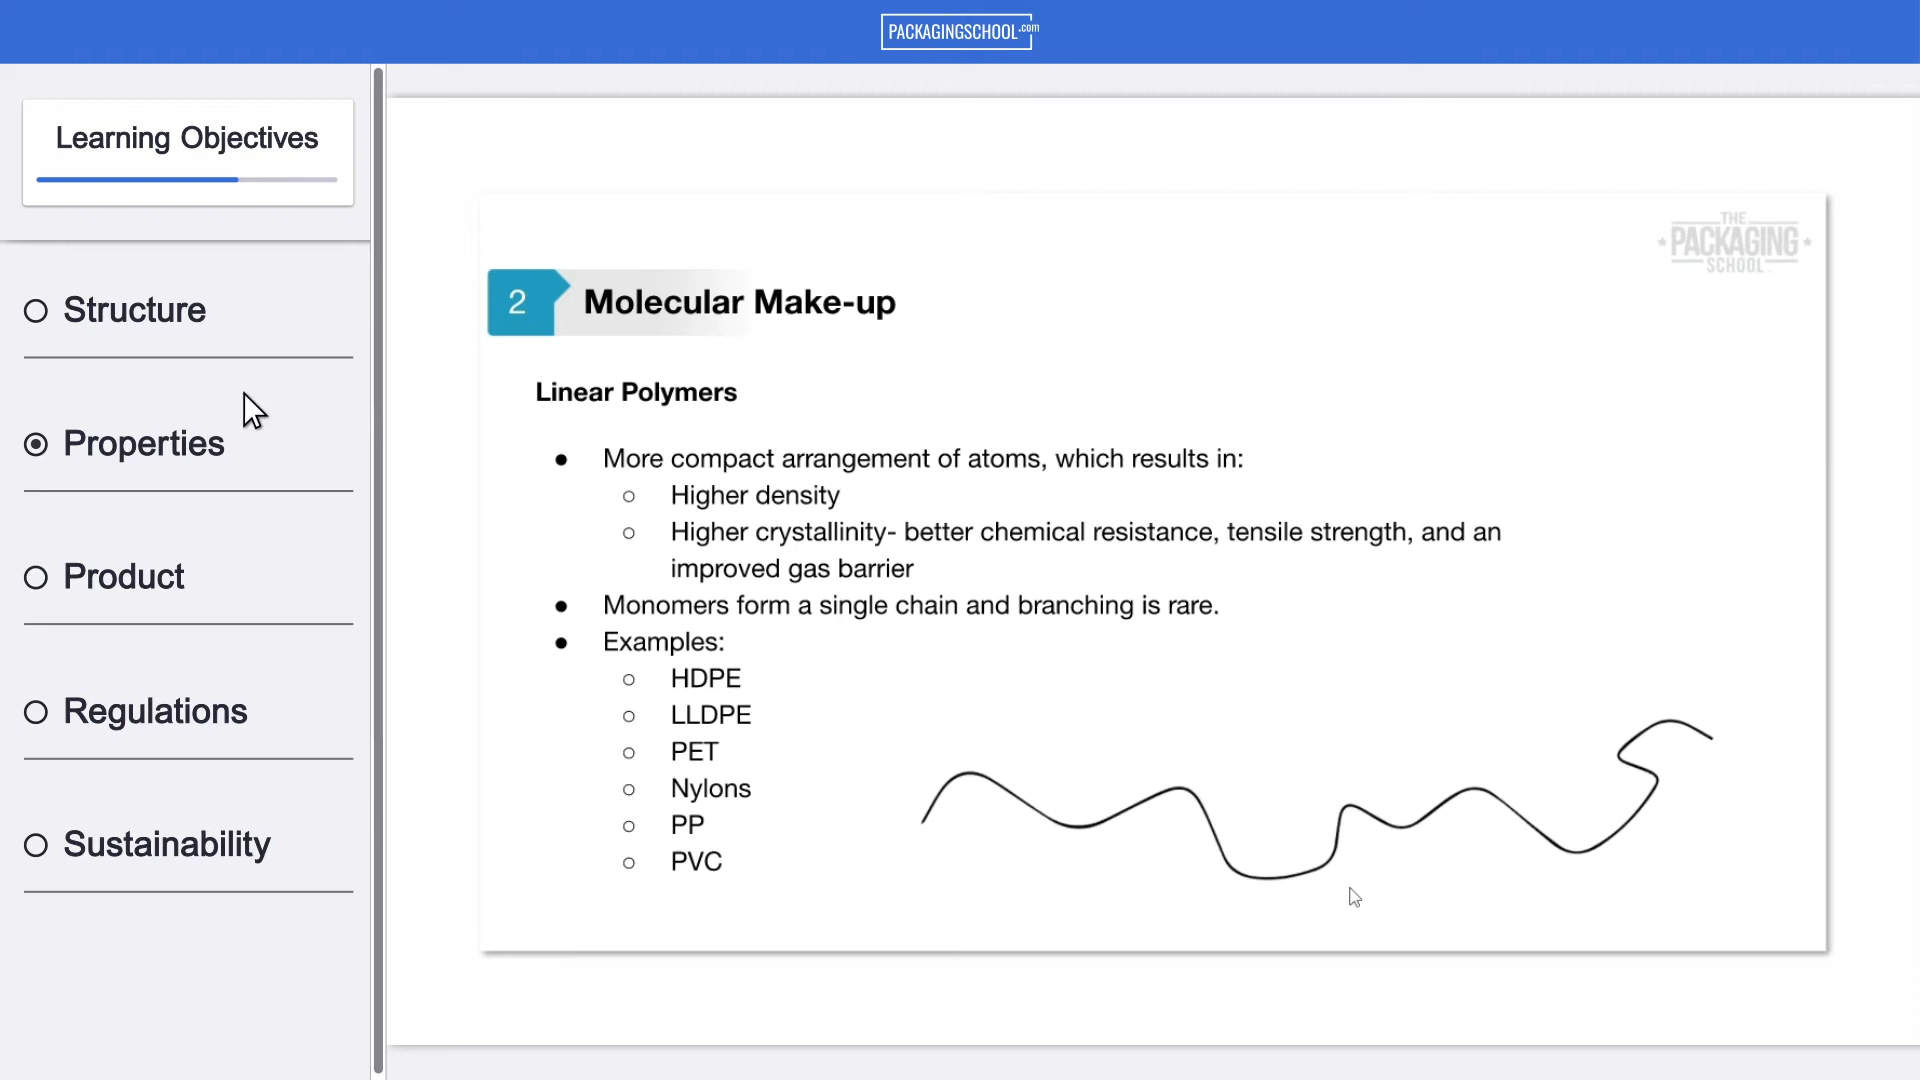 PACKAGINGSCHOOL.com
Learning Objectives
Structure
Properties
Product
Regulations
Sustainability
THE
PACKAGING
SCHOOL
2 Molecular Make-up
Linear Polymers
● More compact arrangement of atoms, which results in:
○ Higher density
○ Higher crystallinity- better chemical resistance, tensile strength, and an
improved gas barrier
● Monomers form a single chain and branching is rare.
● Examples:
○ HDPE
○ LLDPE
○ PET
○ Nylons
○ PP
○ PVC